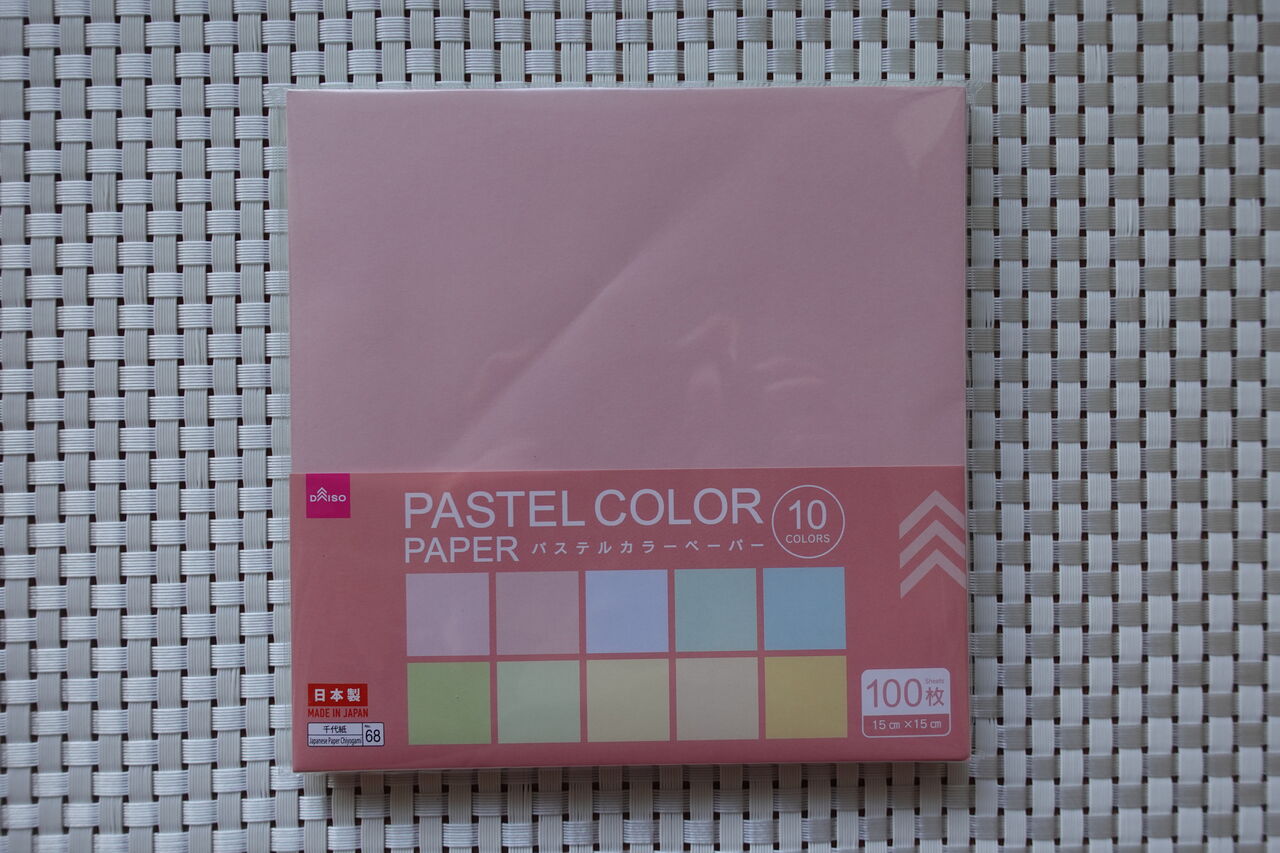 DAISO
PASTEL COLOR
PAPER パステルカラーペーパー
10
COLORS
日本製
MADE IN JAPAN
千代紙
Japanese Paper Chiyogami
No.
68
Sheets
100枚
15㎝×15㎝